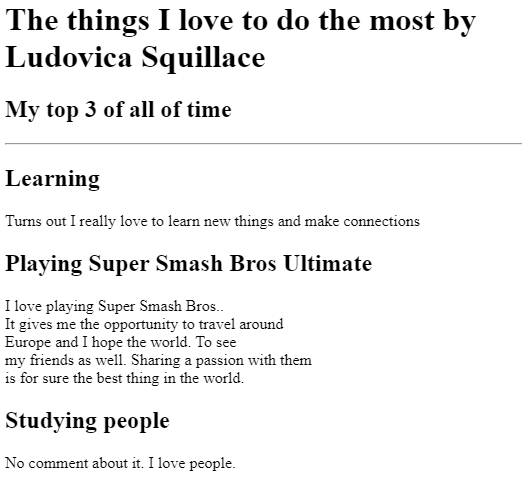 The things I love to do the most by
Ludovica Squillace
My top 3 of all of time
Learning
Turns out I really love to learn new things and make connections
Playing Super Smash Bros Ultimate
I love playing Super Smash Bros..
It gives me the opportunity to travel around
Europe and I hope the world. To see
my friends as well. Sharing a passion with them
is for sure the best thing in the world.
Studying people
No comment about it. I love people.